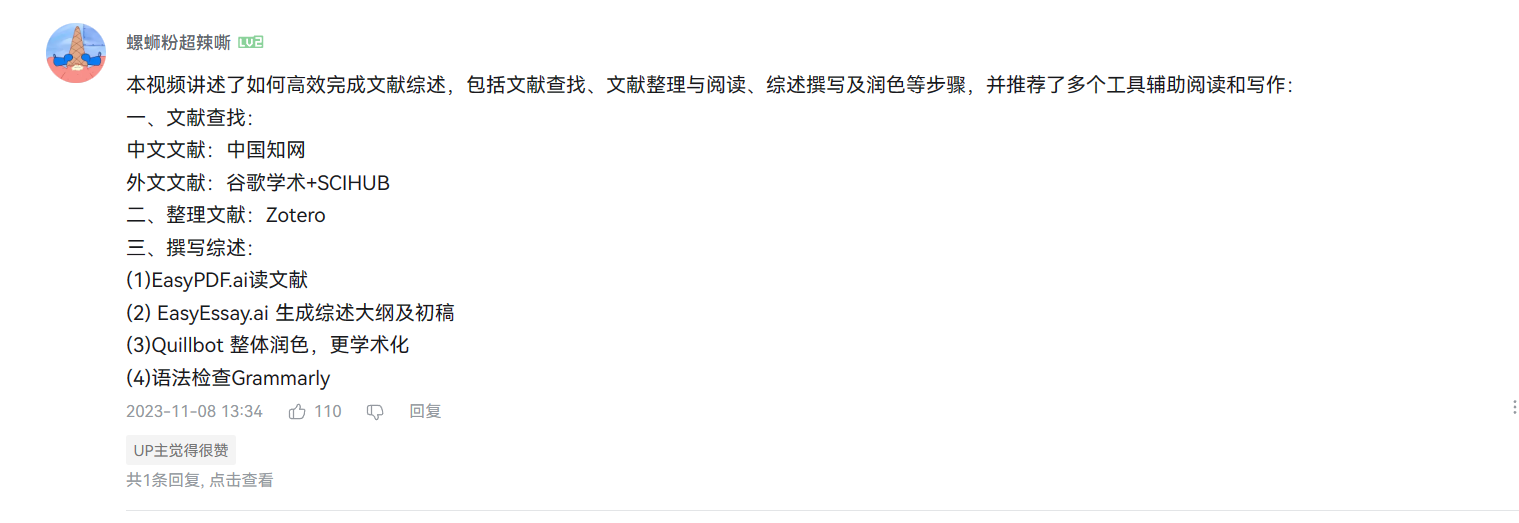 螺蛳粉超辣嘶 LV2
本视频讲述了如何高效完成文献综述，包括文献查找、文献整理与阅读、综述撰写及润色等步骤，并推荐了多个工具辅助阅读和写作：
一、文献查找：
中文文献：中国知网
外文文献：谷歌学术+SCIHUB
二、整理文献：Zotero
三、撰写综述：
(1)EasyPDF.ai读文献
(2) EasyEssay.ai 生成综述大纲及初稿
(3)Quillbot 整体润色，更学术化
(4)语法检查Grammarly
2023-11-08 13:34 110 回复
UP主觉得很赞
共1条回复, 点击查看